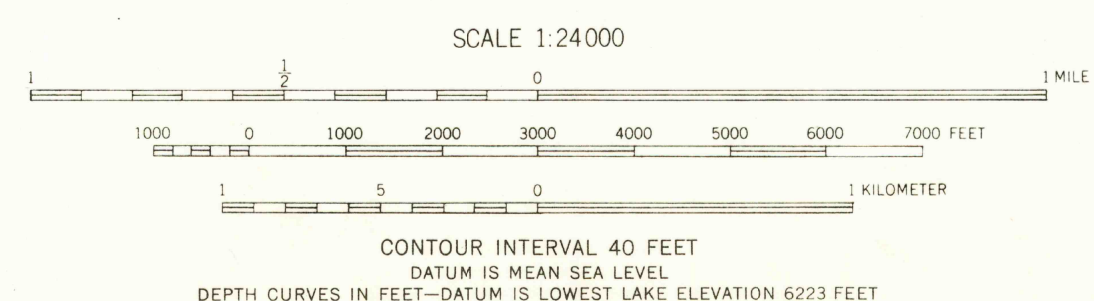 SCALE 1:24000
1 1/2 0 1 MILE
1000 0 1000 2000 3000 4000 5000 6000 7000 FEET
1 5 0 1 KILOMETER
CONTOUR INTERVAL 40 FEET
DATUM IS MEAN SEA LEVEL
DEPTH CURVES IN FEET—DATUM IS LOWEST LAKE ELEVATION 6223 FEET